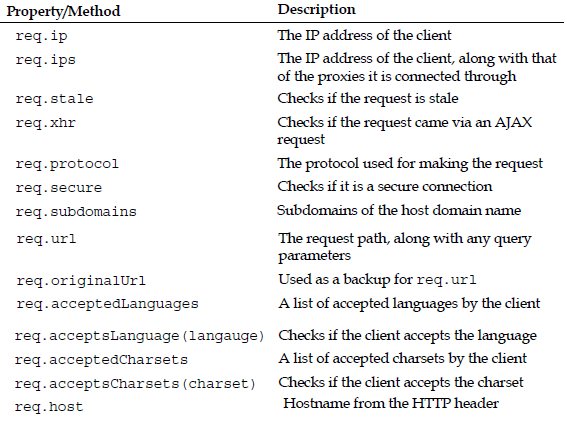 Property/Method Description
req.ip The IP address of the client
req.ips The IP address of the client, along with that
of the proxies it is connected through
req.stale Checks if the request is stale
req.xhr Checks if the request came via an AJAX
request
req.protocol The protocol used for making the request
req.secure Checks if it is a secure connection
req.subdomains Subdomains of the host domain name
req.url The request path, along with any query
parameters
req.originalUrl Used as a backup for req.url
req.acceptedLanguages A list of accepted languages by the client
req.acceptsLanguage(langauge) Checks if the client accepts the language
req.acceptedCharsets A list of accepted charsets by the client
req.acceptsCharsets(charset) Checks if the client accepts the charset
req.host Hostname from the HTTP header